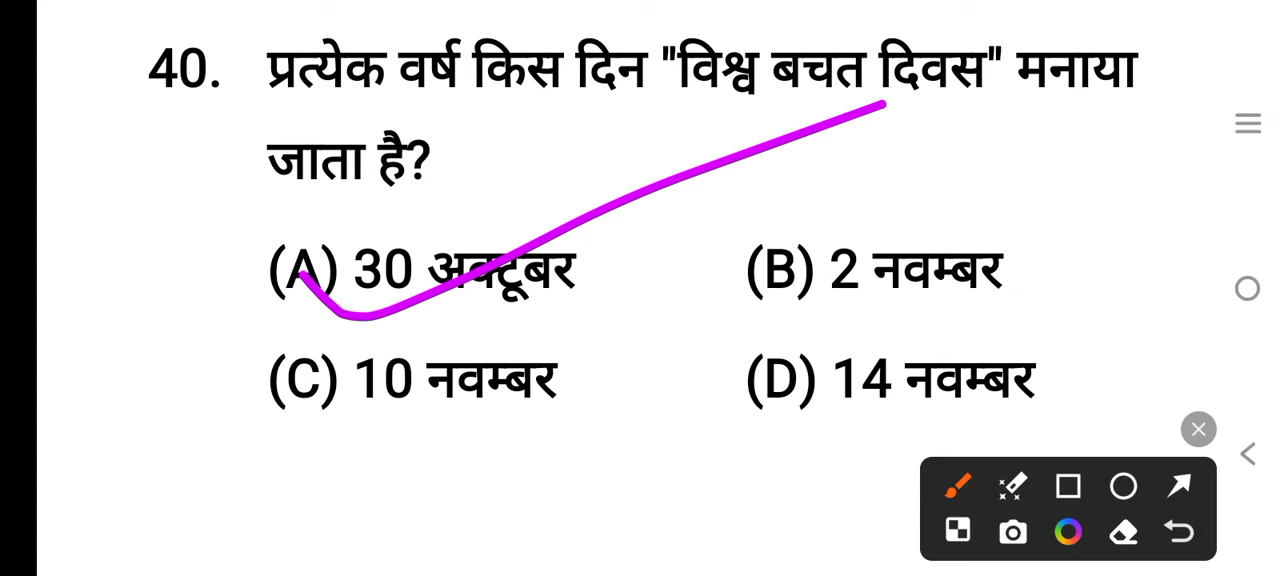 40. प्रत्येक वर्ष किस दिन "विश्व बचत दिवस" मनाया
जाता है?
(A) 30 अक्टूबर (B) 2 नवम्बर
(C) 10 नवम्बर (D) 14 नवम्बर